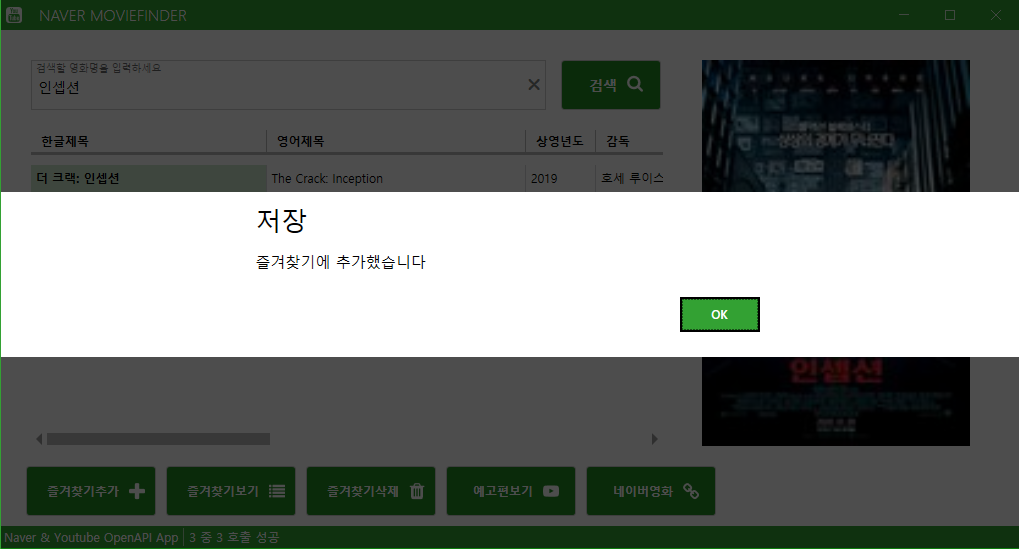 NAVER MOVIEFINDER
검색할 영화명을 입력하세요
인셉션
검색
한글제목 영어제목 상영년도 감독
더 크랙: 인셉션 The Crack: Inception 2019 호세 루이스
저장
즐겨찾기에 추가했습니다
OK
인셉션
즐겨찾기추가 즐겨찾기보기 즐겨찾기삭제 예고편보기 네이버영화
Naver & Youtube OpenAPI App 3 중 3 호출 성공